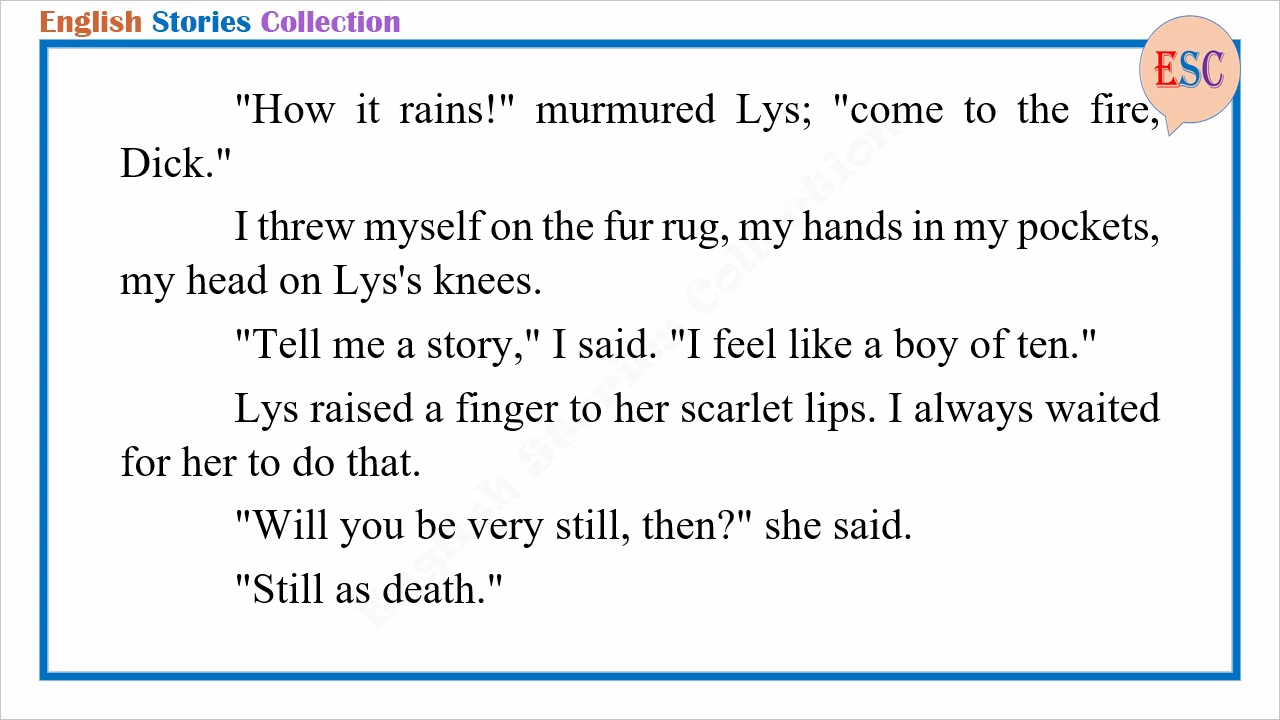 English Stories Collection
ESC
"How it rains!" murmured Lys; "come to the fire,
Dick."
I threw myself on the fur rug, my hands in my pockets,
my head on Lys's knees.
"Tell me a story," I said. "I feel like a boy of ten."
Lys raised a finger to her scarlet lips. I always waited
for her to do that.
"Will you be very still, then?" she said.
"Still as death."
English Stories Collection